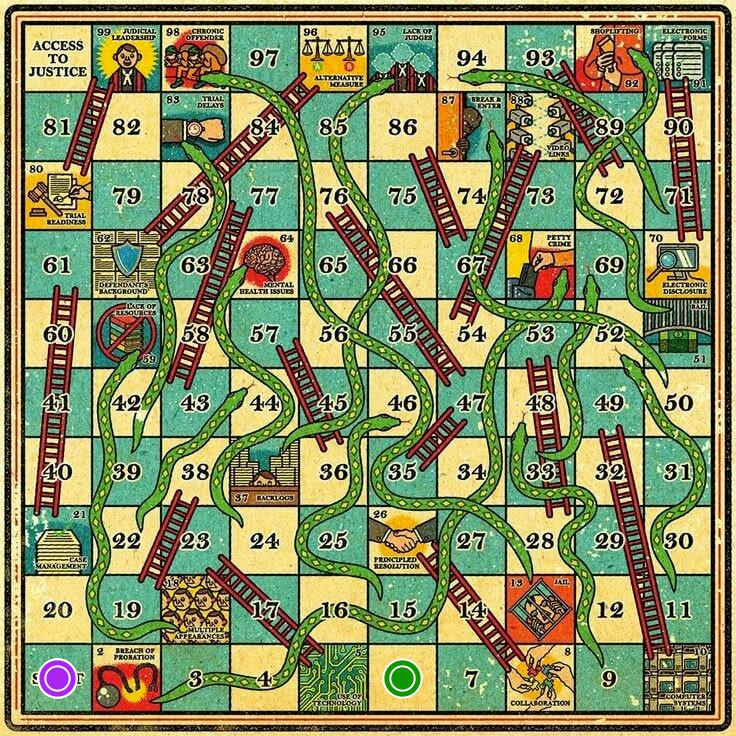 ACCESS
TO
JUSTICE
99 JUDICIAL
LEADERSHIP
98 CHRONIC
OFFENDER
97
96
A B
ALTERNATIVE
MEASURE
95 LACK OF
JUDGES
94
93
SHOPLIFTING
92
ELECTRONIC
FORMS
91
81
82
83 TRIAL
DELAYS
84
85
86
87 BREAK &
ENTER
88
VIDEO
LINKS
89
90
80
TRIAL
READINESS
79
78
77
76
75
74
73
72
71
61
62
DEFENDANT'S
BACKGROUND
63
64
MENTAL
HEALTH ISSUES
65
66
67
68 PETTY
CRIME
69
70
ELECTRONIC
DISCLOSURE
60
LACK OF
RESOURCES
59
58
57
56
55
54
53
52
51
41
42
43
44
45
46
47
48
49
50
40
39
38
37 BACKLOGS
36
35
34
33
32
31
21
CASE
MANAGEMENT
22
23
24
25
26
PRINCIPLED
RESOLUTION
27
28
29
30
20
19
18
MULTIPLE
APPEARANCES
17
16
15
14
13 JAIL
12
11
2 BREACH OF
PROBATION
3
4
5
USE OF
TECHNOLOGY
7
8
COLLABORATION
9
10
COMPUTER
SYSTEMS